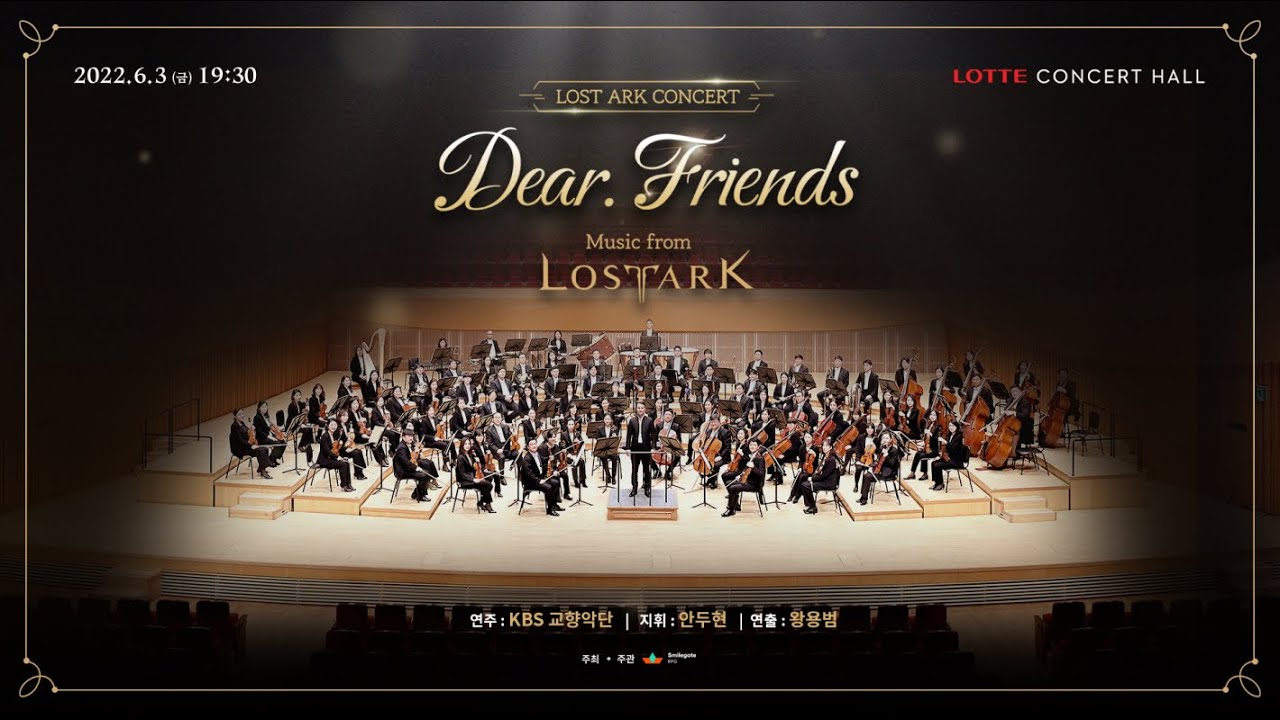 2022.6.3 (금) 19:30
LOTTE CONCERT HALL
LOST ARK CONCERT
Dear. Friends
Music from
LOSTARK
연주 : KBS 교향악단 | 지휘 : 안두현 | 연출 : 왕용범
주최 • 주관 Smilegate
RPG